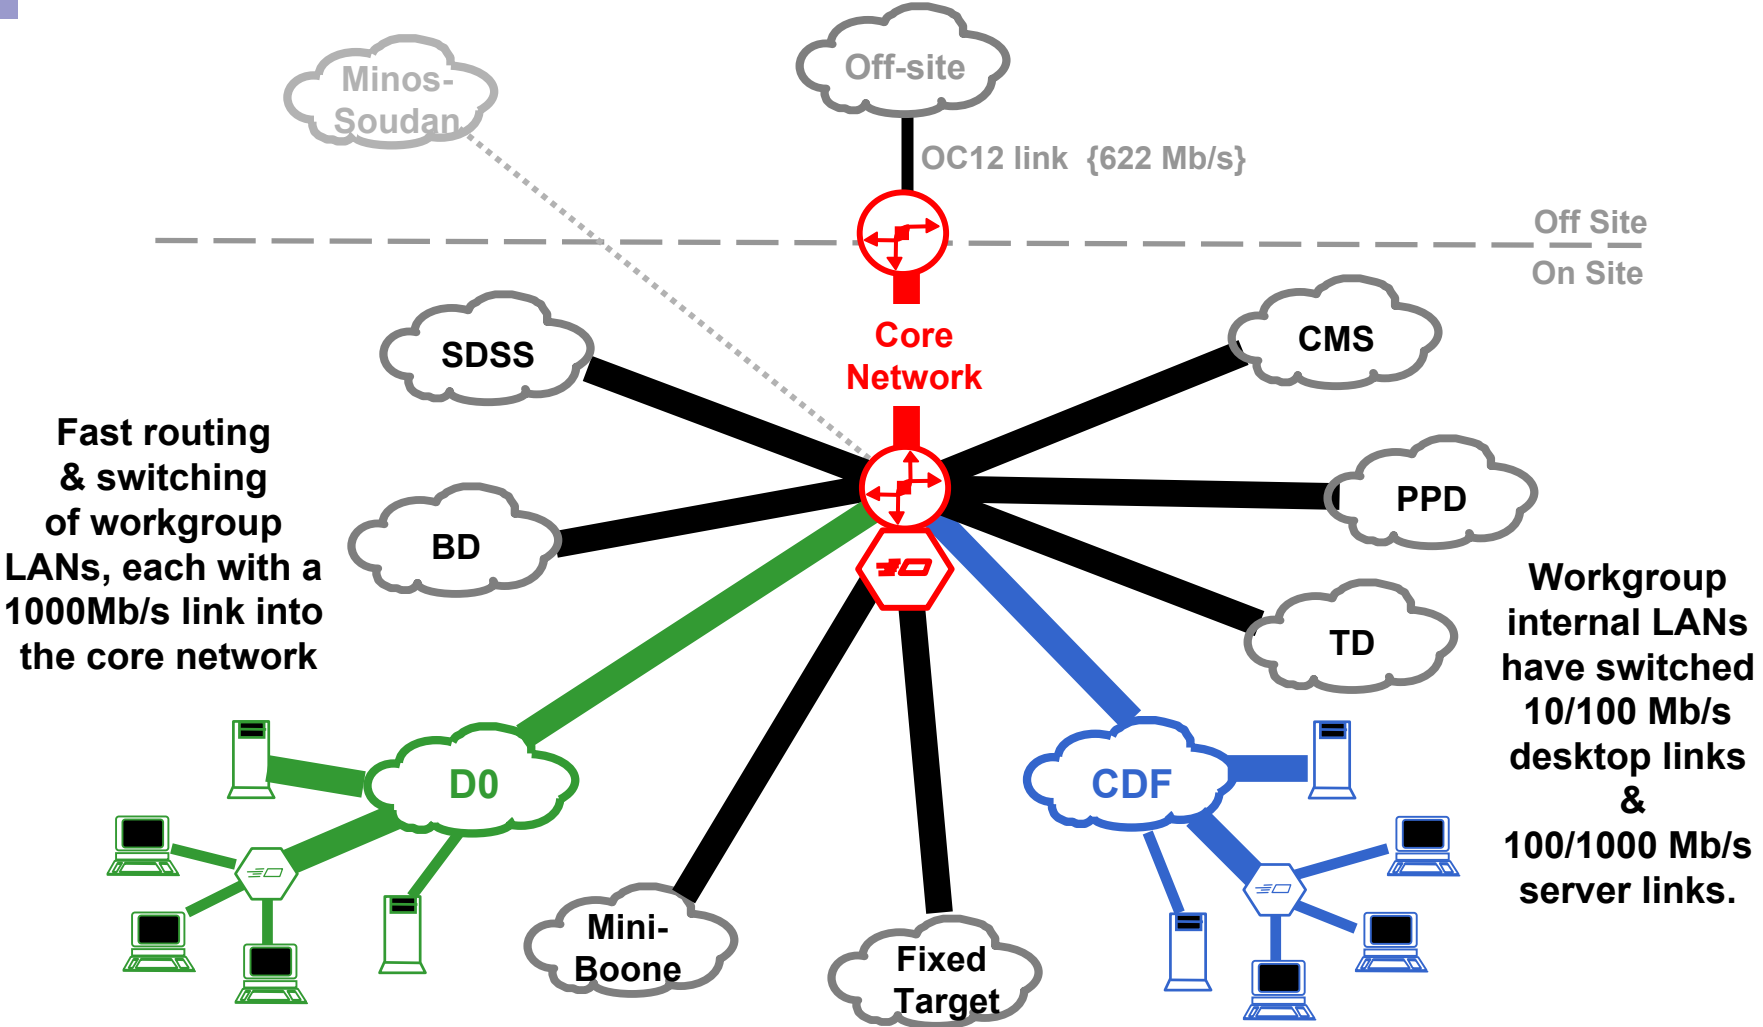 Minos-
Soudan
Off-site
OC12 link  {622 Mb/s}
Off Site
On Site
SDSS
Core
Network
CMS
Fast routing
& switching
of workgroup
LANs, each with a
1000Mb/s link into
the core network
BD
PPD
TD
Workgroup
internal LANs
have switched
10/100 Mb/s
desktop links
&
100/1000 Mb/s
server links.
D0
CDF
Mini-
Boone
Fixed
Target